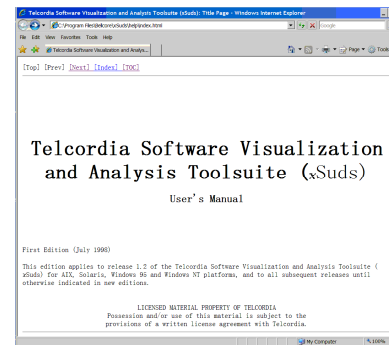 Telcordia Software Visualization and Analysis Toolsuite (xSuds): Title Page - Windows Internet Explorer
C:\Program Files\telcore\xSuds\help\index.html
Google
File Edit View Favorites Tools Help
Telcordia Software Visualization and Analys...
Page Tools
[Top] [Prev] [Next] [Index] [TOC]
Telcordia Software Visualization
and Analysis Toolsuite (xSuds)
User's Manual
First Edition (July 1998)
This edition applies to release 1.2 of the Telcordia Software Visualization and Analysis Toolsuite (
xSuds) for AIX, Solaris, Windows 95 and Windows NT platforms, and to all subsequent releases until
otherwise indicated in new editions.
LICENSED MATERIAL PROPERTY OF TELCORDIA
Possession and/or use of this material is subject to the
provisions of a written license agreement with Telcordia.
My Computer 100%